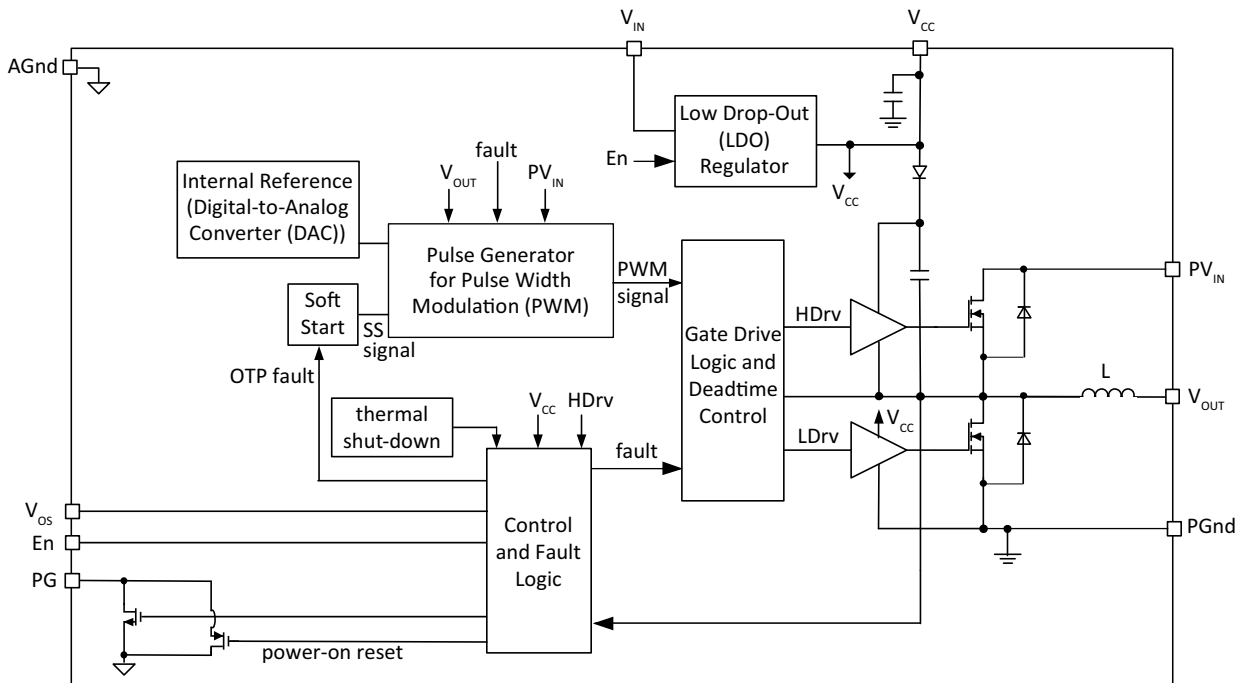 V_IN
V_CC
AGnd
Low Drop-Out
(LDO)
Regulator
En
V_CC
fault
V_OUT
PV_IN
Internal Reference
(Digital-to-Analog
Converter (DAC))
Pulse Generator
for Pulse Width
Modulation (PWM)
PWM
signal
PV_IN
Soft
Start
SS
signal
HDrv
Gate Drive
Logic and
Deadtime
Control
OTP fault
L
V_OUT
thermal
shut-down
V_CC
HDrv
V_CC
LDrv
fault
V_OS
En
PG
Control
and Fault
Logic
PGnd
power-on reset